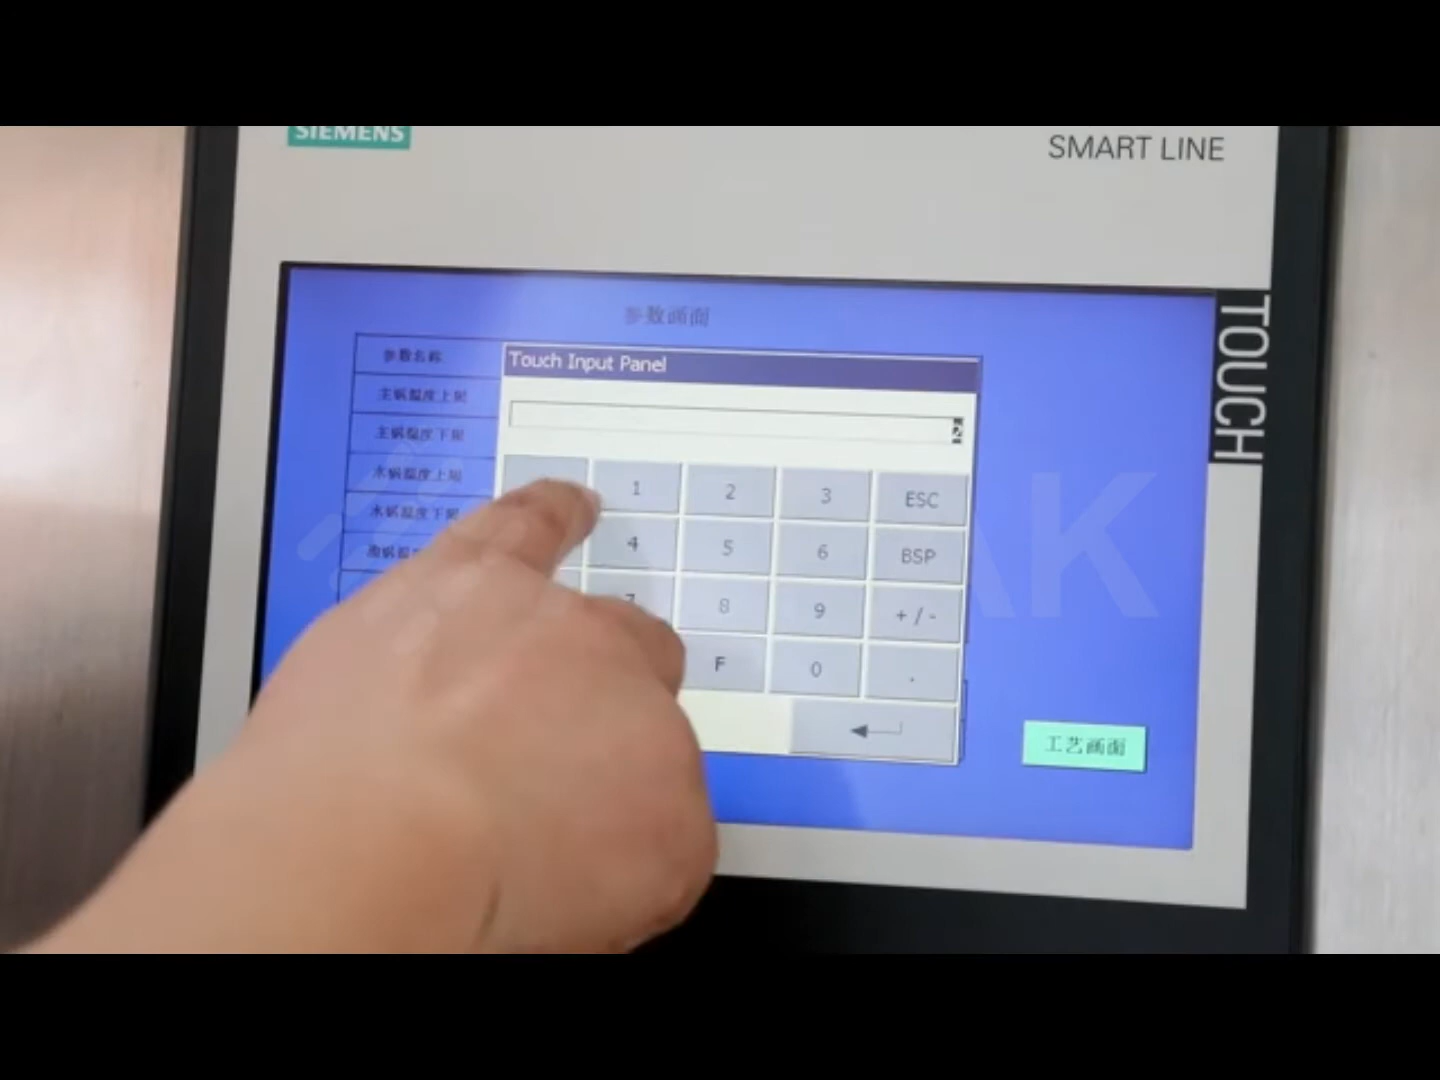 SIEMENS
SMART LINE
TOUCH
参数画面
参数名称
主锅温度上限
主锅温度下限
水锅温度上限
水锅温度下限
Touch Input Panel
1 2 3 ESC
4 5 6 BSP
7 8 9 + / -
F 0 .
工艺画面